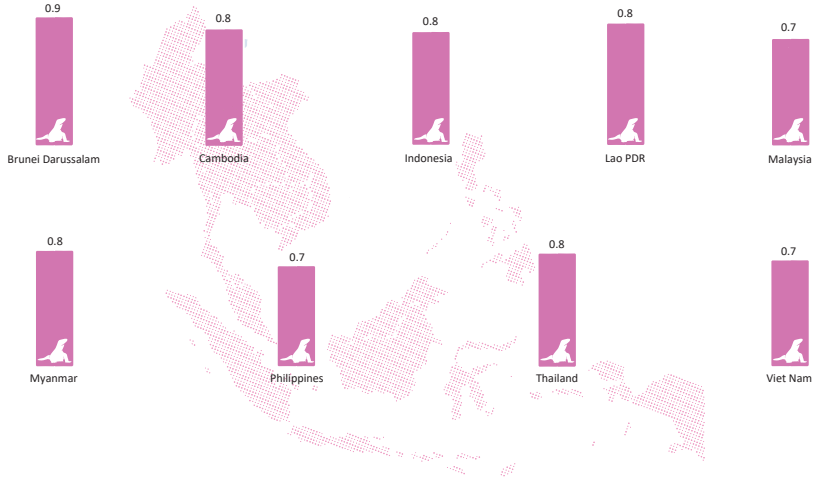 0.9
0.8
0.8
0.8
0.7
Brunei Darussalam
Cambodia
Indonesia
Lao PDR
Malaysia
0.8
0.7
0.8
0.7
Myanmar
Philippines
Thailand
Viet Nam